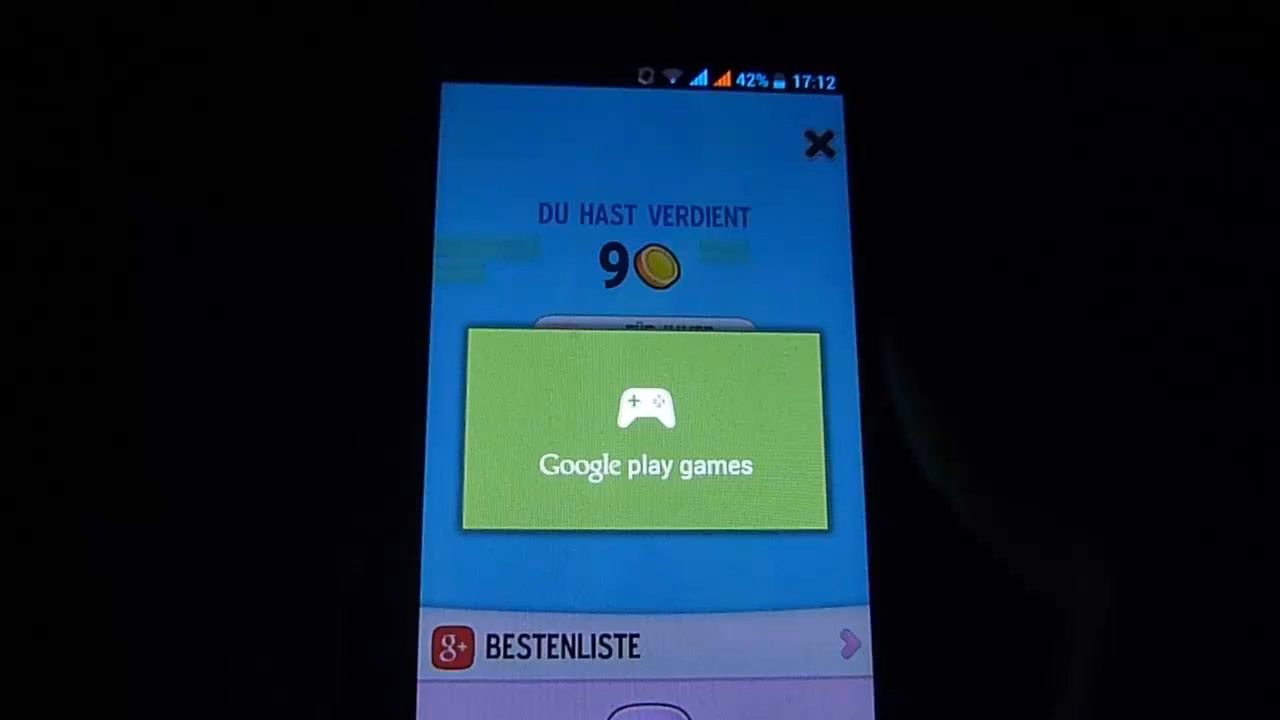 42% 17:12
DU HAST VERDIENT
9
Google play games
g+ BESTENLISTE